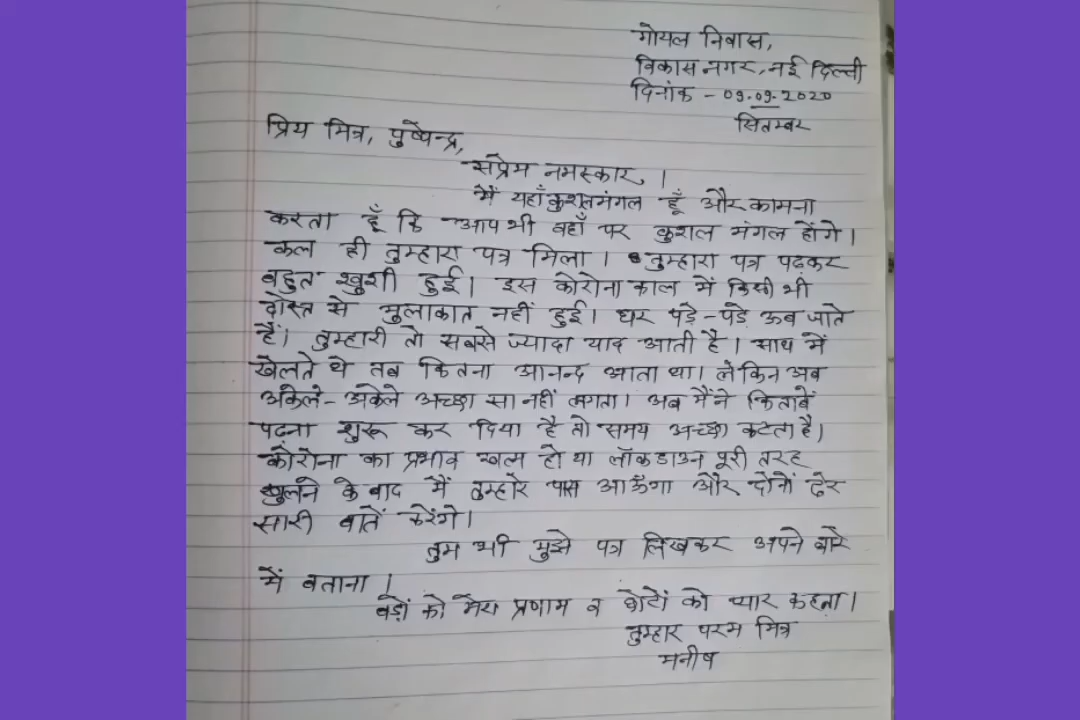 गोयल निवास,
विकास नगर, नई दिल्ली
दिनांक - 09.09.2020
सितम्बर
प्रिय मित्र, पुष्पेन्द्र,
सप्रेम नमस्कार ।
में यहाँ कुशलमंगल हूँ और कामना
करता हूँ कि आप भी वहाँ पर कुशल मंगल होंगे।
कल ही तुम्हारा पत्र मिला । तुम्हारा पत्र पढ़कर
बहुत खुशी हुई। इस कोरोना काल में किसी भी
दोस्त से मुलाकात नहीं हुई। घर पड़े-पड़े ऊब जाते
हैं। तुम्हारी तो सबसे ज्यादा याद आती है । साथ में
खेलते थे तब कितना आनन्द आता था। लेकिन अब
अकेले-अकेले अच्छा सा नहीं लगता। अब मैंने किताबें
पढ़ना शुरू कर दिया है तो समय अच्छा कटता है।
कोरोना का प्रभाव खत्म हो या लॉकडाउन पूरी तरह
खुलने के बाद मैं तुम्हारे पास आऊँगा और दोनों ढेर
सारी बातें करेंगे।
तुम भी मुझे पत्र लिखकर अपने बारे
में बताना ।
बड़ों को मेरा प्रणाम व छोटों को प्यार कहना।
तुम्हार परम मित्र
मनीष